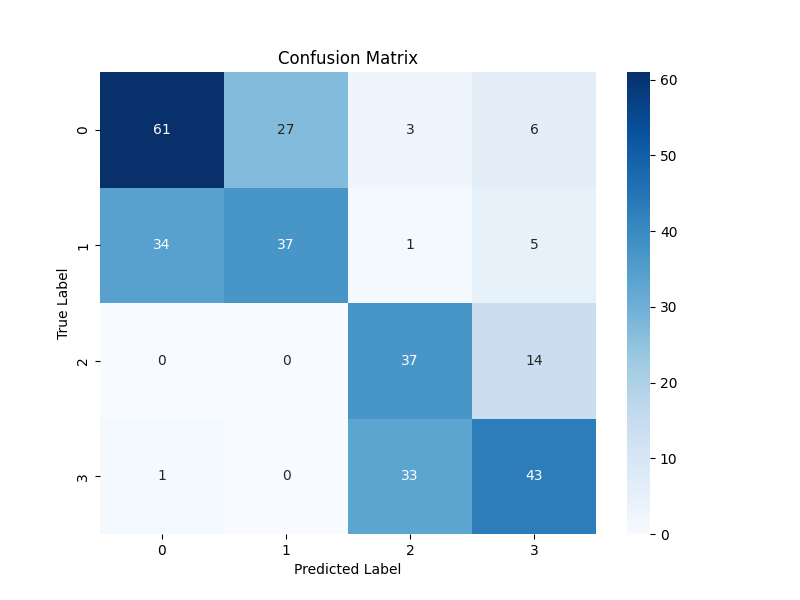 Confusion Matrix
0 61 27 3 6
1 34 37 1 5
2 0 0 37 14
3 1 0 33 43
0 1 2 3
Predicted Label
True Label
60
50
40
30
20
10
0